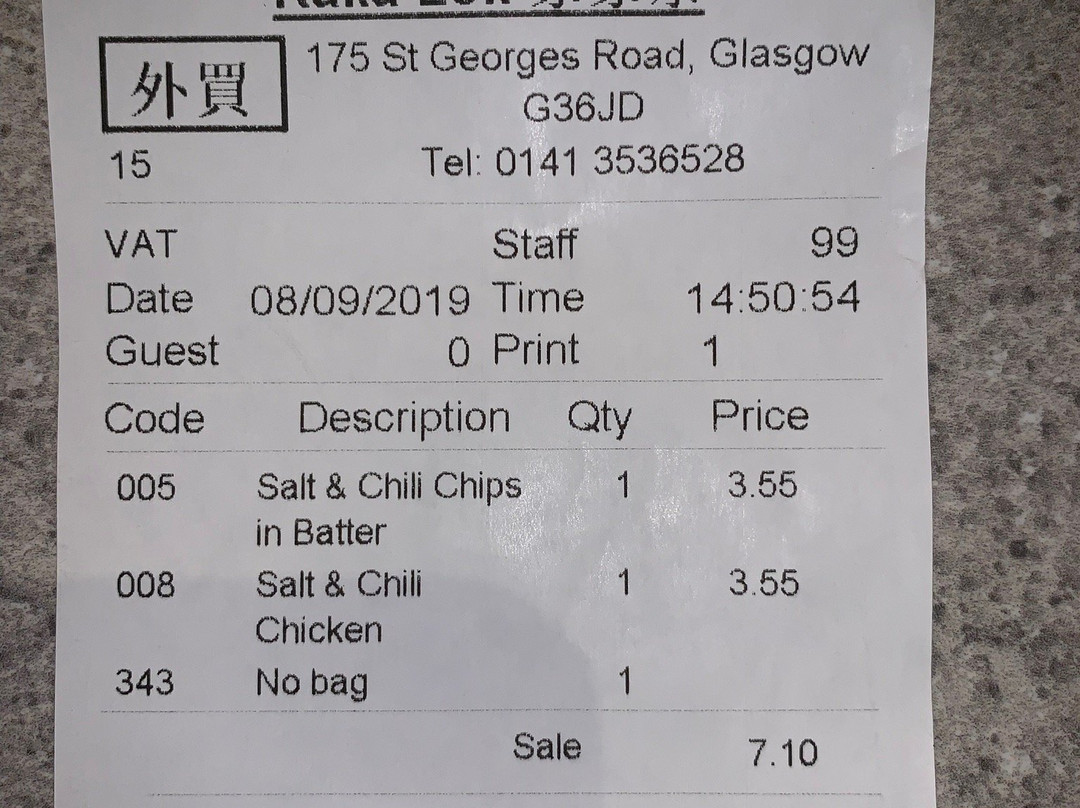 外買
175 St Georges Road, Glasgow
G36JD
15 Tel: 0141 3536528
VAT Staff 99
Date 08/09/2019 Time 14:50:54
Guest 0 Print 1
Code Description Qty Price
005 Salt & Chili Chips 1 3.55
in Batter
008 Salt & Chili 1 3.55
Chicken
343 No bag 1
Sale 7.10